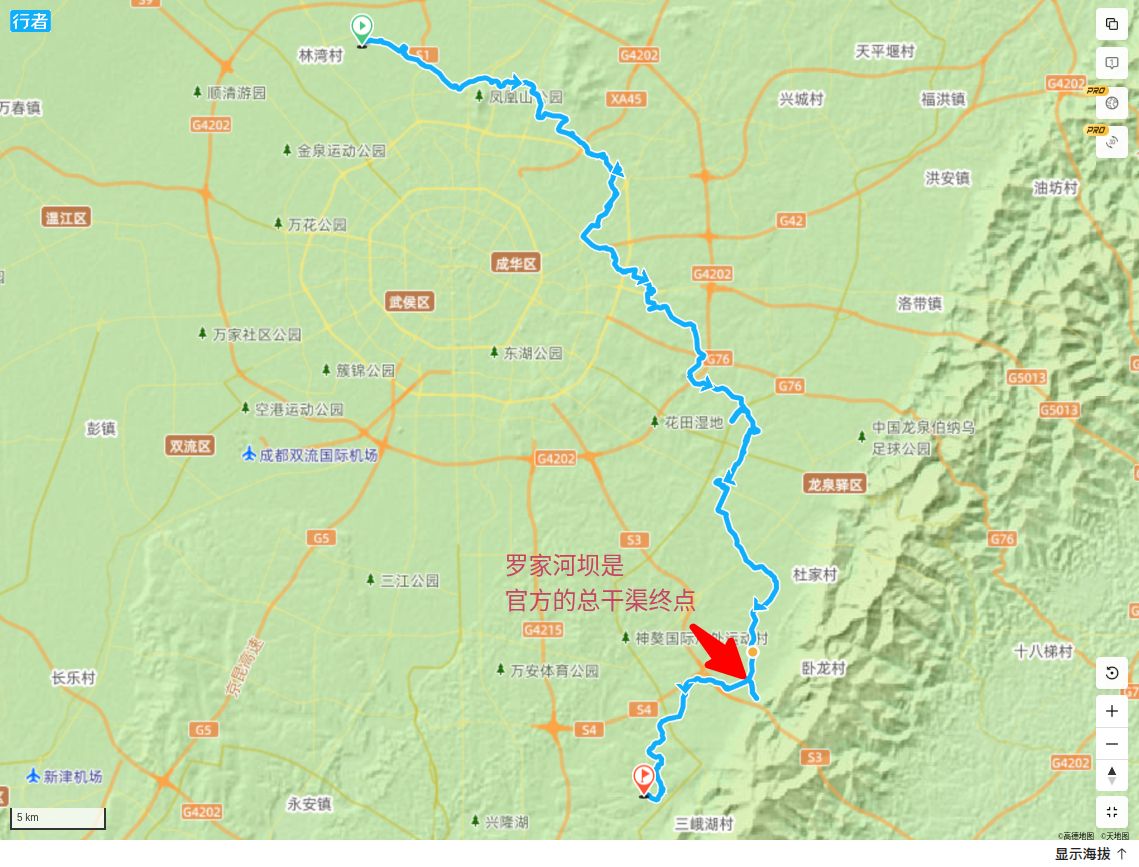 S9
行者
林湾村
S1
G4202
天平堰村
顺清游园
凤凰山公园
XA45
兴城村
福洪镇
G4202
PRO
万春镇
G4202
PRO
金泉运动公园
洪安镇
油坊村
温江区
万花公园
G42
成华区
G4202
武侯区
洛带镇
万家社区公园
东湖公园
G76
簇锦公园
G76
G5013
空港运动公园
G5013
彭镇
花田湿地
中国龙泉伯纳乌
足球公园
双流区
成都双流国际机场
G4202
龙泉驿区
G5
S3
G76
罗家河坝是
官方的总干渠终点
三江公园
杜家村
G4215
神獒国际户外运动村
京昆高速
万安体育公园
十八梯村
长乐村
卧龙村
S4
G5
S4
S3
G4202
新津机场
永安镇
G4202
5 km
兴隆湖
三峨湖村
©高德地图 ©天地图
显示海拔 ↑